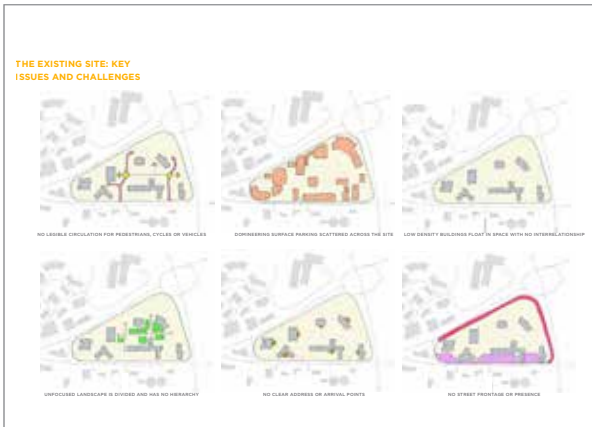 THE EXISTING SITE: KEY
ISSUES AND CHALLENGES
NO LEGIBLE CIRCULATION FOR PEDESTRIANS, CYCLES OR VEHICLES
DOMINEERING SURFACE PARKING SCATTERED ACROSS THE SITE
LOW DENSITY BUILDINGS FLOAT IN SPACE WITH NO INTERRELATIONSHIP
UNFOCUSED LANDSCAPE IS DIVIDED AND HAS NO HIERARCHY
NO CLEAR ADDRESS OR ARRIVAL POINTS
NO STREET FRONTAGE OR PRESENCE